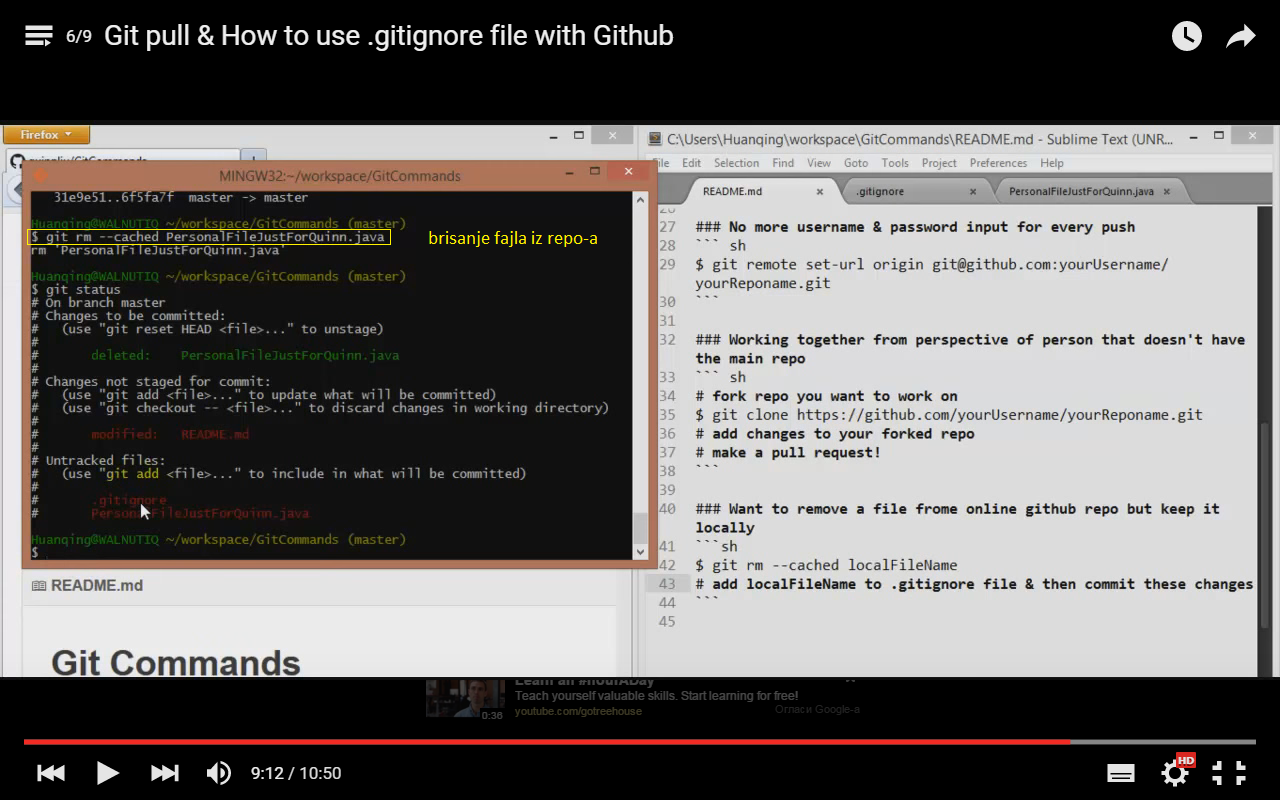 6/9 Git pull & How to use .gitignore file with Github
Firefox
MINGW32:~/workspace/GitCommands
31e9e51..6f5fa7f master -> master
Huanqing@WALNUTIQ ~/workspace/GitCommands (master)
$ git rm --cached PersonalFileJustForQuinn.java
brisanje fajla iz repo-a
rm 'PersonalFileJustForQuinn.java'
Huanqing@WALNUTIQ ~/workspace/GitCommands (master)
$ git status
# On branch master
# Changes to be committed:
#   (use "git reset HEAD <file>..." to unstage)
#
#       deleted:    PersonalFileJustForQuinn.java
#
# Changes not staged for commit:
#   (use "git add <file>..." to update what will be committed)
#   (use "git checkout -- <file>..." to discard changes in working directory)
#
#       modified:   README.md
#
# Untracked files:
#   (use "git add <file>..." to include in what will be committed)
#
#       .gitignore
#       PersonalFileJustForQuinn.java
Huanqing@WALNUTIQ ~/workspace/GitCommands (master)
$
README.md
Git Commands
C:\Users\Huanqing\workspace\GitCommands\README.md - Sublime Text (UNR...
File Edit Selection Find View Goto Tools Project Preferences Help
README.md × .gitignore × PersonalFileJustForQuinn.java ×
26
27 ### No more username & password input for every push
28 ``` sh
29 $ git remote set-url origin git@github.com:yourUsername/
yourReponame.git
30 ```
31
32 ### Working together from perspective of person that doesn't have
the main repo
33 ``` sh
34 # fork repo you want to work on
35 $ git clone https://github.com/yourUsername/yourReponame.git
36 # add changes to your forked repo
37 # make a pull request!
38 ```
39
40 ### Want to remove a file frome online github repo but keep it
locally
41 ```sh
42 $ git rm --cached localFileName
43 # add localFileName to .gitignore file & then commit these changes
44 ```
45
Learn an #HourADay
Teach yourself valuable skills. Start learning for free!
0:36 youtube.com/gotreehouse
Огласи Google-а
9:12 / 10:50
HD